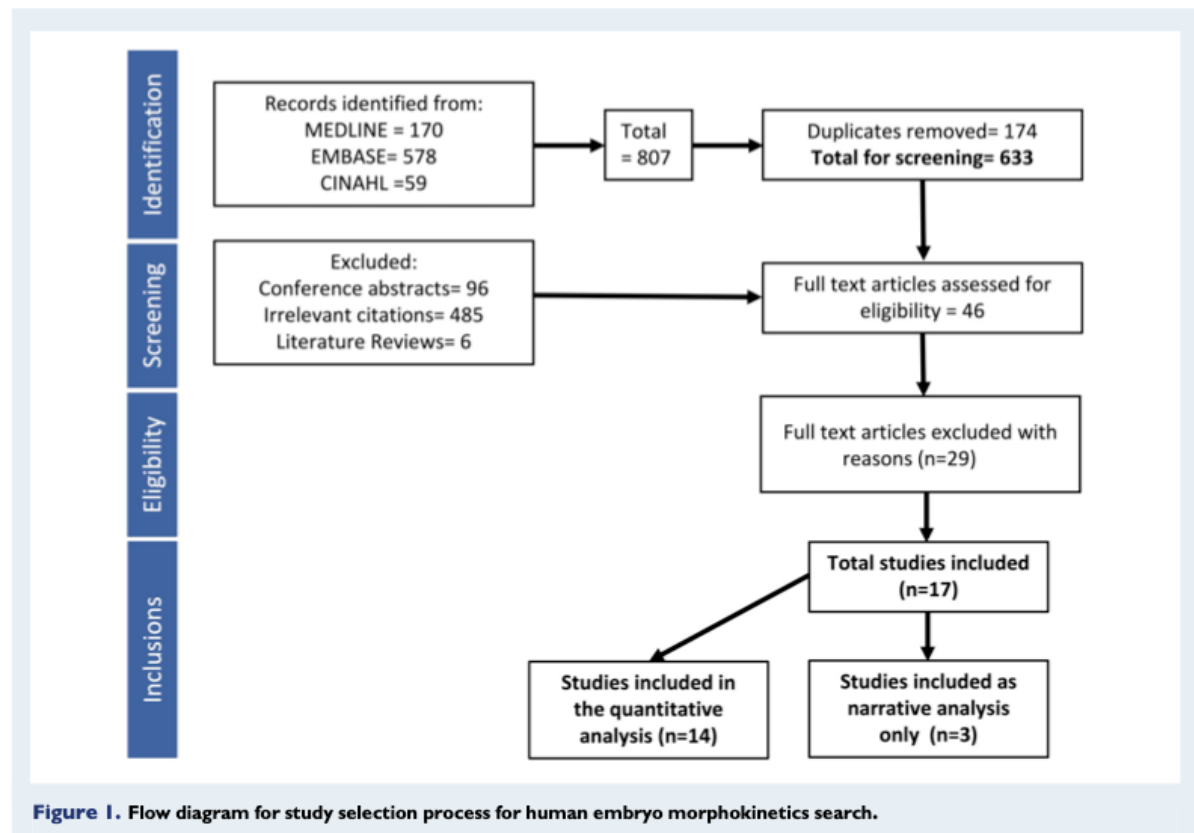 Identification
Records identified from:
MEDLINE = 170
EMBASE= 578
CINAHL =59
Total
= 807
Duplicates removed= 174
Total for screening= 633
Screening
Excluded:
Conference abstracts= 96
Irrelevant citations= 485
Literature Reviews= 6
Full text articles assessed for
eligibility = 46
Eligibility
Full text articles excluded with
reasons (n=29)
Inclusions
Total studies included
(n=17)
Studies included in
the quantitative
analysis (n=14)
Studies included as
narrative analysis
only (n=3)
Figure 1. Flow diagram for study selection process for human embryo morphokinetics search.